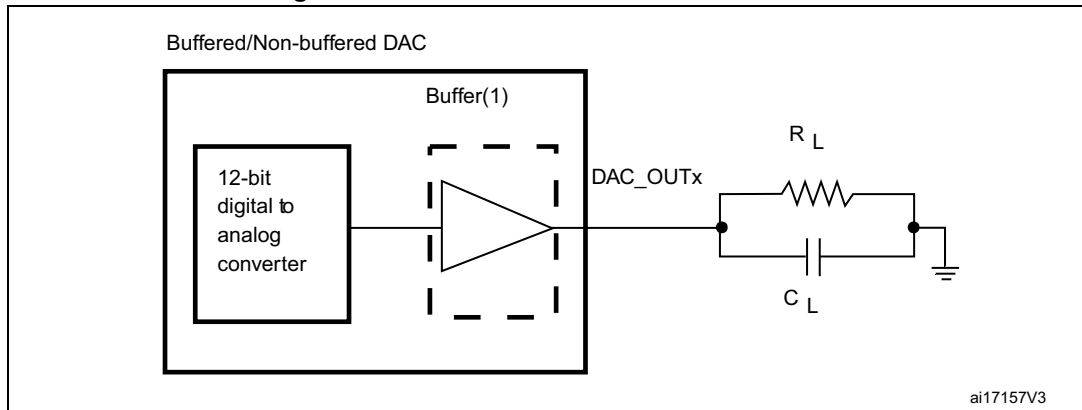 Buffered/Non-buffered DAC
Buffer(1)
12-bit
digital to
analog
converter
DAC_OUTx
R L
C L
ai17157V3